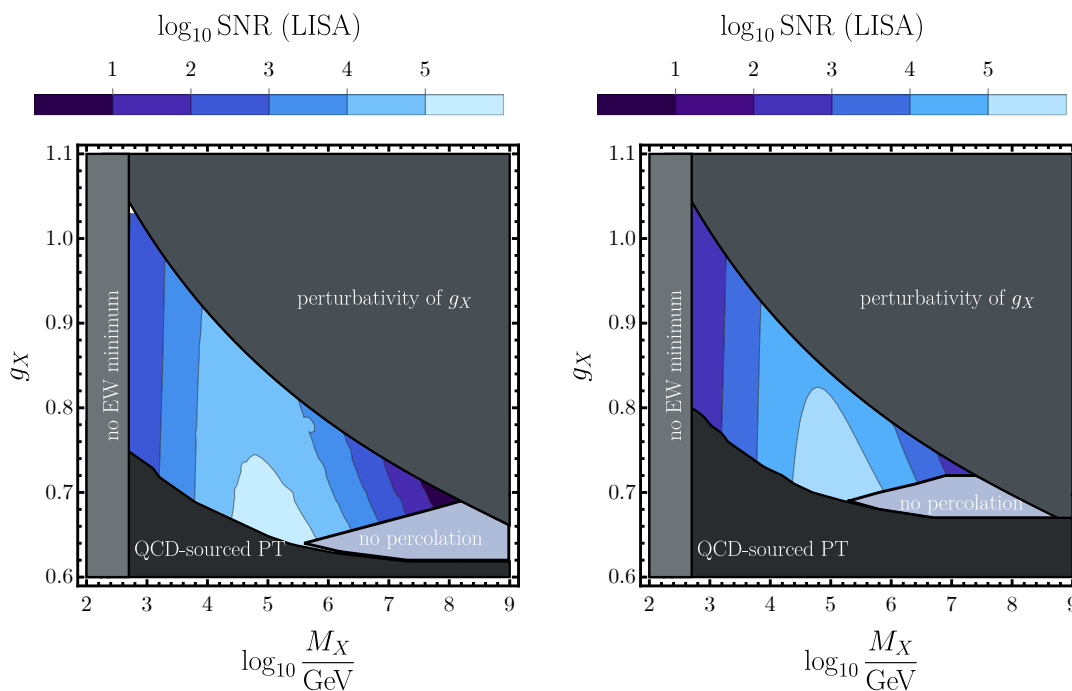 log10 SNR (LISA)
1 2 3 4 5
1.1
1.0
0.9
0.8
0.7
0.6
gX
no EW minimum
perturbativity of gX
no percolation
QCD-sourced PT
2 3 4 5 6 7 8 9
log10 MX/GeV
log10 SNR (LISA)
1 2 3 4 5
1.1
1.0
0.9
0.8
0.7
0.6
gX
no EW minimum
perturbativity of gX
no percolation
QCD-sourced PT
2 3 4 5 6 7 8 9
log10 MX/GeV